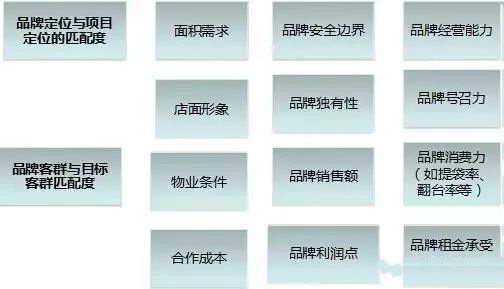 品牌定位与项目
定位的匹配度
面积需求
品牌安全边界
品牌经营能力
店面形象
品牌独有性
品牌号召力
品牌客群与目标
客群匹配度
物业条件
品牌销售额
品牌消费力
（如提袋率、
翻台率等）
合作成本
品牌利润点
品牌租金承受